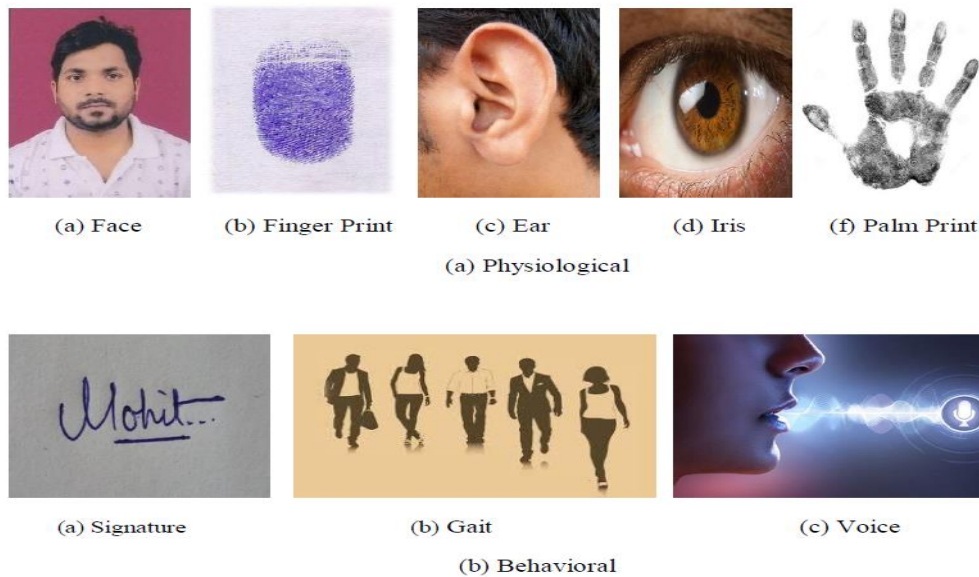 (a) Face (b) Finger Print (c) Ear (d) Iris (f) Palm Print
(a) Physiological
Mohit...
(a) Signature (b) Gait (c) Voice
(b) Behavioral